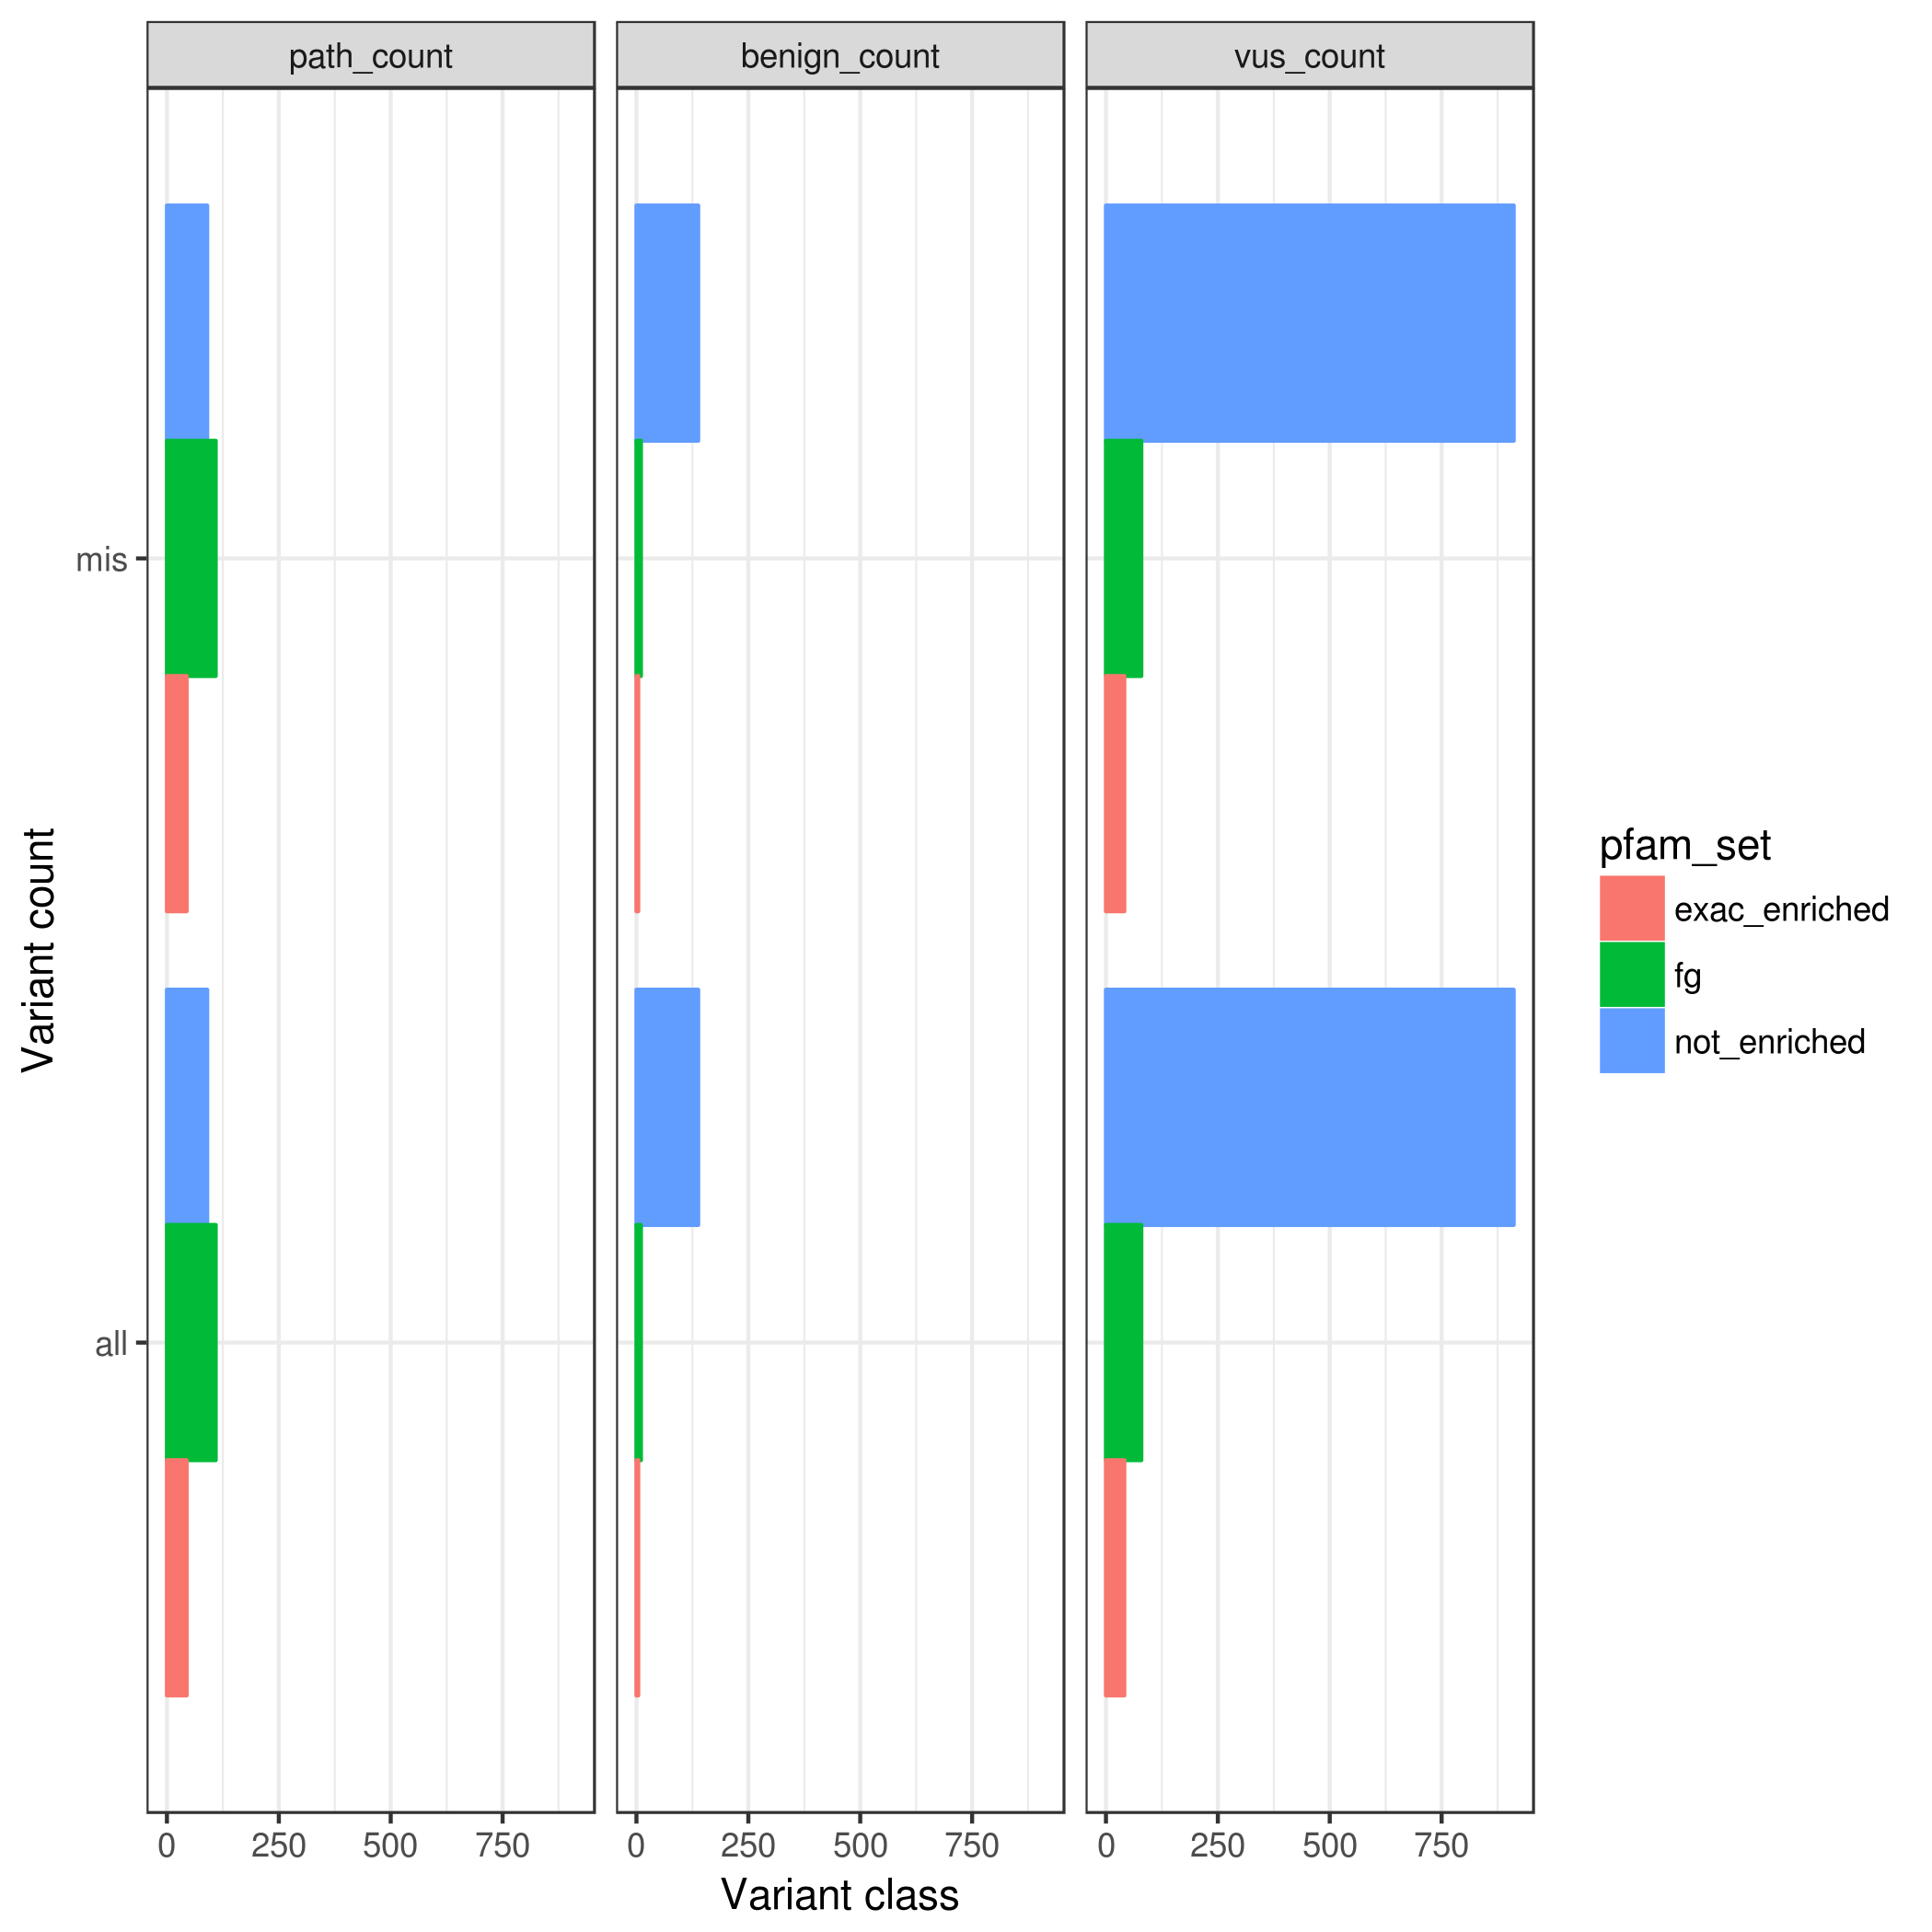 path_count
benign_count
vus_count
Variant count
mis
all
0 250 500 750
0 250 500 750
0 250 500 750
Variant class
pfam_set
exac_enriched
fg
not_enriched